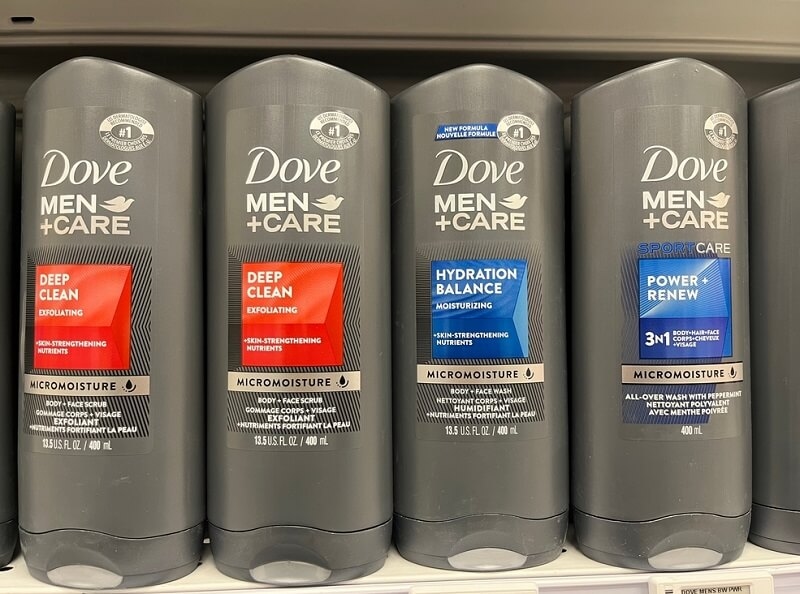 #1
Dove
MEN
+CARE
DEEP
CLEAN
EXFOLIATING
+SKIN-STRENGTHENING
NUTRIENTS
MICROMOISTURE
BODY + FACE SCRUB
GOMMAGE CORPS + VISAGE
EXFOLIANT
+NUTRIMENTS FORTIFIANT LA PEAU
13.5 U.S. FL. OZ. / 400 mL
#1
Dove
MEN
+CARE
DEEP
CLEAN
EXFOLIATING
+SKIN-STRENGTHENING
NUTRIENTS
MICROMOISTURE
BODY + FACE SCRUB
GOMMAGE CORPS + VISAGE
EXFOLIANT
+NUTRIMENTS FORTIFIANT LA PEAU
13.5 U.S. FL. OZ. / 400 mL
NEW FORMULA
NOUVELLE FORMULE
#1
Dove
MEN
+CARE
HYDRATION
BALANCE
MOISTURIZING
+SKIN-STRENGTHENING
NUTRIENTS
MICROMOISTURE
BODY + FACE WASH
NETTOYANT CORPS + VISAGE
HUMIDIFIANT
+NUTRIMENTS FORTIFIANT LA PEAU
13.5 U.S. FL. OZ. / 400 mL
#1
Dove
MEN
+CARE
SPORTCARE
POWER +
RENEW
3IN1
BODY+HAIR+FACE
CORPS+CHEVEUX
+VISAGE
MICROMOISTURE
ALL-OVER WASH WITH PEPPERMINT
NETTOYANT POLYVALENT
AVEC MENTHE POIVRÉE
400 mL
DOVE MENS BW PWR